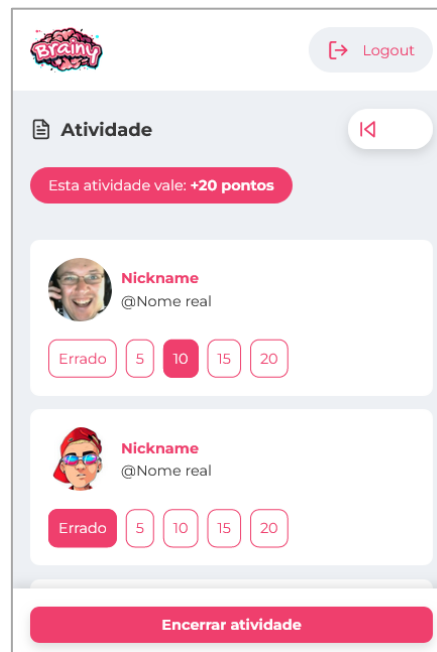 Brainy
Logout
Atividade
Esta atividade vale: +20 pontos
Nickname
@Nome real
Errado 5 10 15 20
Nickname
@Nome real
Errado 5 10 15 20
Encerrar atividade